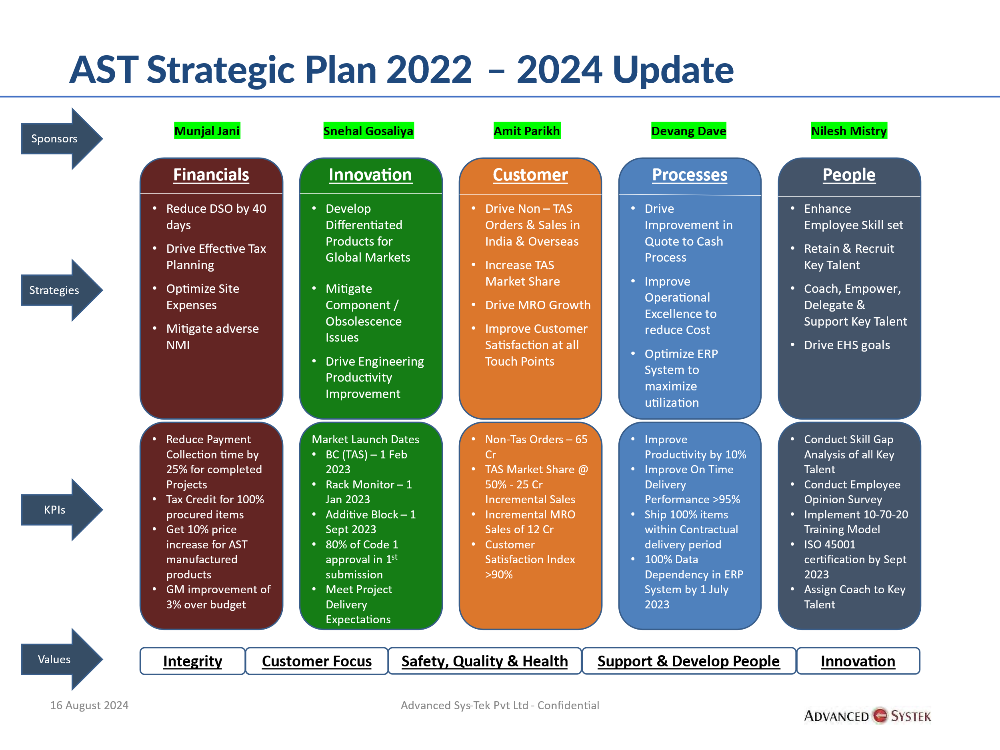 AST Strategic Plan 2022 – 2024 Update
Sponsors
Munjal Jani
Snehal Gosaliya
Amit Parikh
Devang Dave
Nilesh Mistry
Strategies
Financials
• Reduce DSO by 40
days
• Drive Effective Tax
Planning
• Optimize Site
Expenses
• Mitigate adverse
NMI
Innovation
• Develop
Differentiated
Products for
Global Markets
• Mitigate
Component /
Obsolescence
Issues
• Drive Engineering
Productivity
Improvement
Customer
• Drive Non – TAS
Orders & Sales in
India & Overseas
• Increase TAS
Market Share
• Drive MRO Growth
• Improve Customer
Satisfaction at all
Touch Points
Processes
• Drive
Improvement in
Quote to Cash
Process
• Improve
Operational
Excellence to
reduce Cost
• Optimize ERP
System to
maximize
utilization
People
• Enhance
Employee Skill set
• Retain & Recruit
Key Talent
• Coach, Empower,
Delegate &
Support Key Talent
• Drive EHS goals
KPIs
• Reduce Payment
Collection time by
25% for completed
Projects
• Tax Credit for 100%
procured items
• Get 10% price
increase for AST
manufactured
products
• GM improvement of
3% over budget
Market Launch Dates
• BC (TAS) – 1 Feb
2023
• Rack Monitor – 1
Jan 2023
• Additive Block – 1
Sept 2023
• 80% of Code 1
approval in 1st
submission
• Meet Project
Delivery
Expectations
• Non-Tas Orders – 65
Cr
• TAS Market Share @
50% - 25 Cr
Incremental Sales
• Incremental MRO
Sales of 12 Cr
• Customer
Satisfaction Index
>90%
• Improve
Productivity by 10%
• Improve On Time
Delivery
Performance >95%
• Ship 100% items
within Contractual
delivery period
• 100% Data
Dependency in ERP
System by 1 July
2023
• Conduct Skill Gap
Analysis of all Key
Talent
• Conduct Employee
Opinion Survey
• Implement 10-70-20
Training Model
• ISO 45001
certification by Sept
2023
• Assign Coach to Key
Talent
Values
Integrity
Customer Focus
Safety, Quality & Health
Support & Develop People
Innovation
16 August 2024
Advanced Sys-Tek Pvt Ltd - Confidential
ADVANCED SYSTEK